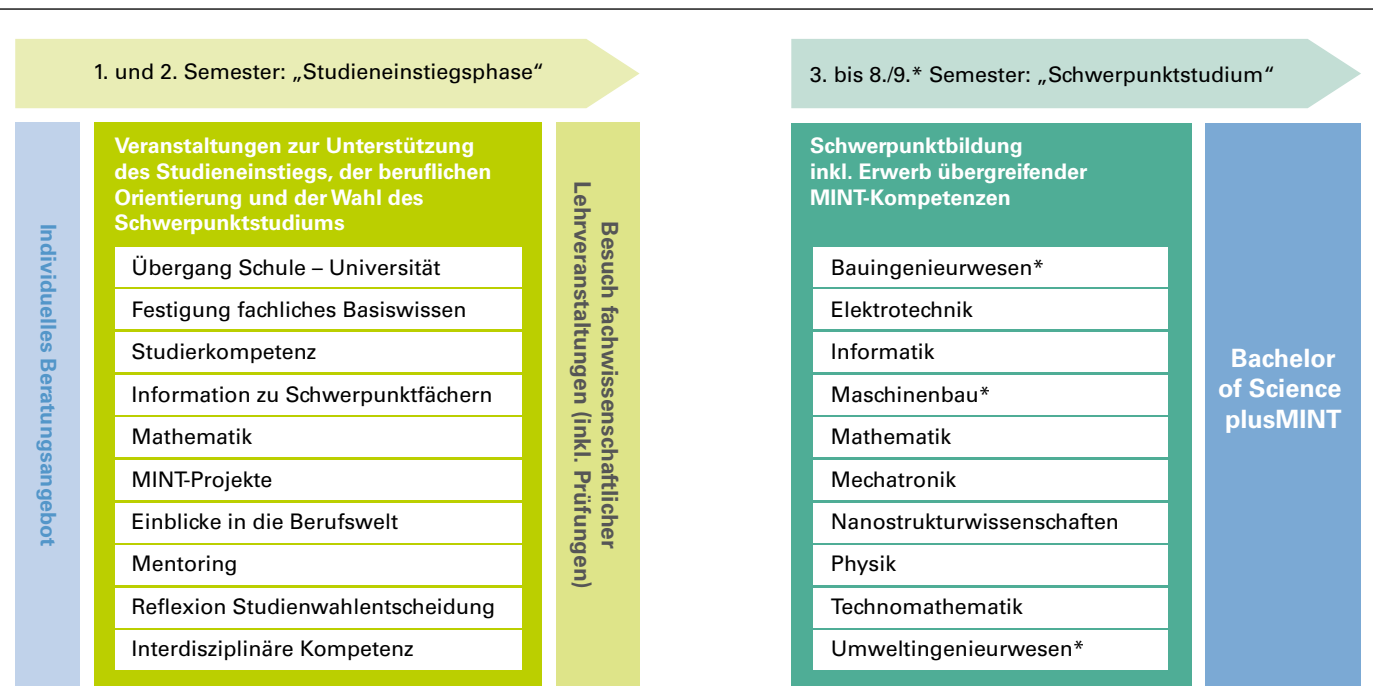 1. und 2. Semester: „Studieneinstiegsphase“
Individuelles Beratungsangebot
Veranstaltungen zur Unterstützung
des Studieneinstiegs, der beruflichen
Orientierung und der Wahl des
Schwerpunktstudiums
Übergang Schule – Universität
Festigung fachliches Basiswissen
Studierkompetenz
Information zu Schwerpunktfächern
Mathematik
MINT-Projekte
Einblicke in die Berufswelt
Mentoring
Reflexion Studienwahlentscheidung
Interdisziplinäre Kompetenz
Besuch fachwissenschaftlicher
Lehrveranstaltungen (inkl. Prüfungen)
3. bis 8./9.* Semester: „Schwerpunktstudium“
Schwerpunktbildung
inkl. Erwerb übergreifender
MINT-Kompetenzen
Bauingenieurwesen*
Elektrotechnik
Informatik
Maschinenbau*
Mathematik
Mechatronik
Nanostrukturwissenschaften
Physik
Technomathematik
Umweltingenieurwesen*
Bachelor
of Science
plusMINT